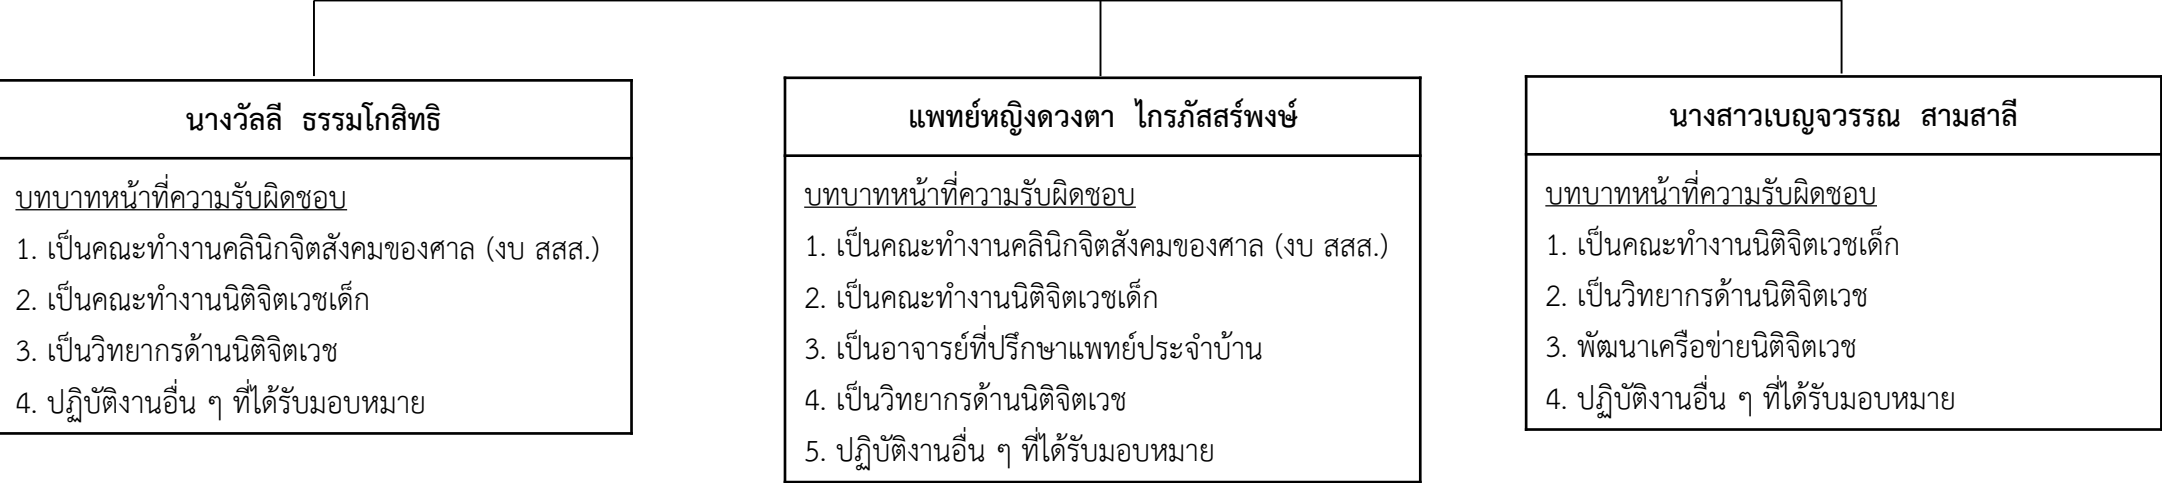 นางวัลลี ธรรมโกสิทธิ
บทบาทหน้าที่ความรับผิดชอบ
1. เป็นคณะทำงานคลินิกจิตสังคมของศาล (งบ สสส.)
2. เป็นคณะทำงานนิติจิตเวชเด็ก
3. เป็นวิทยากรด้านนิติจิตเวช
4. ปฏิบัติงานอื่น ๆ ที่ได้รับมอบหมาย
แพทย์หญิงดวงตา ไกรภัสสร์พงษ์
บทบาทหน้าที่ความรับผิดชอบ
1. เป็นคณะทำงานคลินิกจิตสังคมของศาล (งบ สสส.)
2. เป็นคณะทำงานนิติจิตเวชเด็ก
3. เป็นอาจารย์ที่ปรึกษาแพทย์ประจำบ้าน
4. เป็นวิทยากรด้านนิติจิตเวช
5. ปฏิบัติงานอื่น ๆ ที่ได้รับมอบหมาย
นางสาวเบญจวรรณ สามสาลี
บทบาทหน้าที่ความรับผิดชอบ
1. เป็นคณะทำงานนิติจิตเวชเด็ก
2. เป็นวิทยากรด้านนิติจิตเวช
3. พัฒนาเครือข่ายนิติจิตเวช
4. ปฏิบัติงานอื่น ๆ ที่ได้รับมอบหมาย